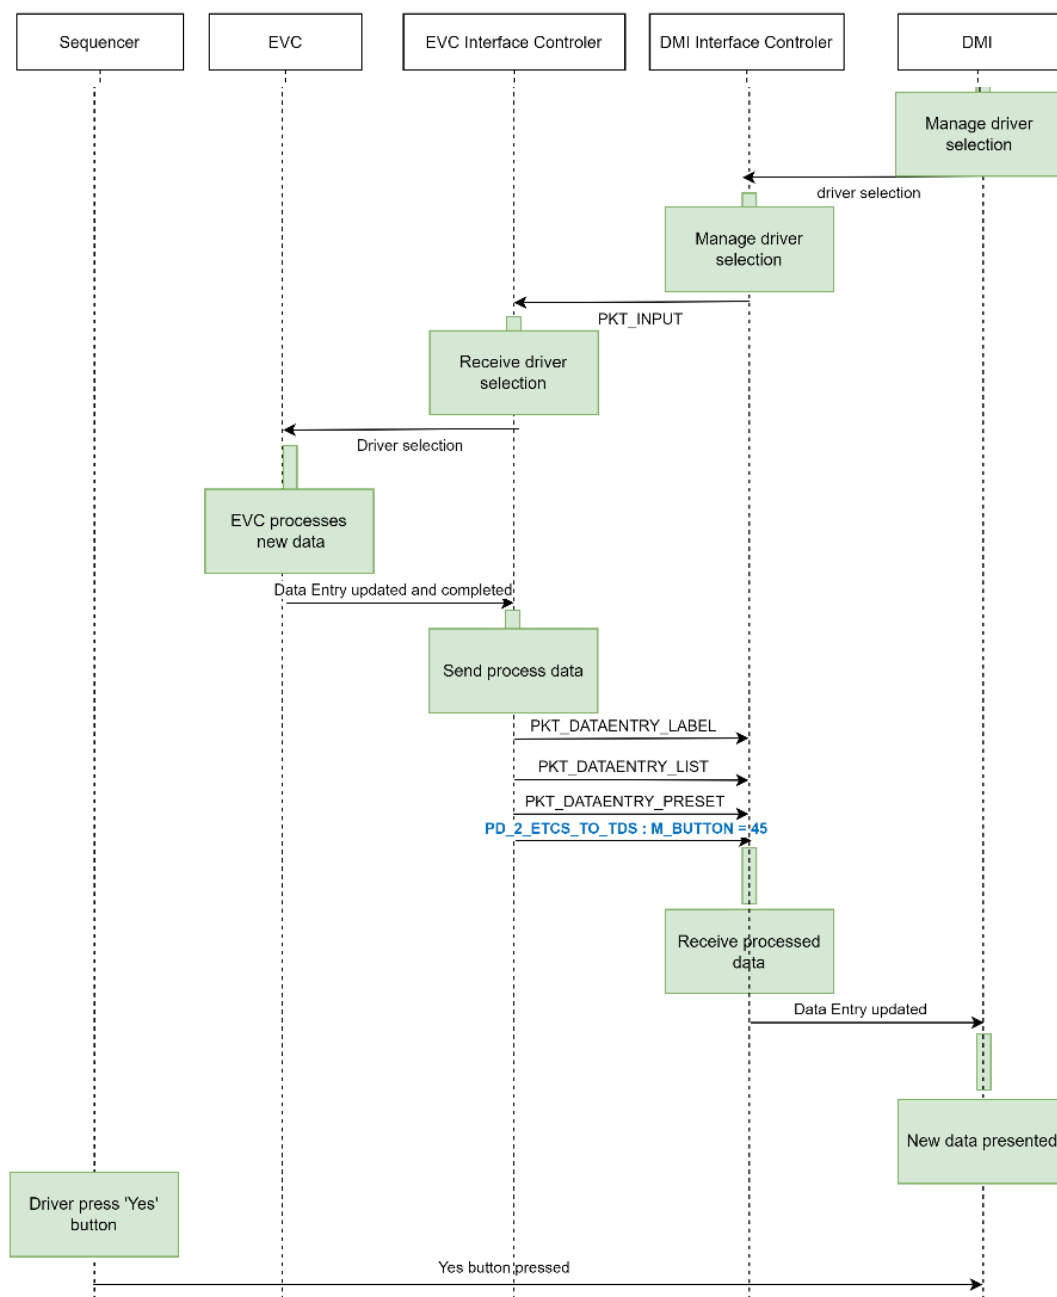 Sequencer
EVC
EVC Interface Controler
DMI Interface Controler
DMI
Manage driver
selection
driver selection
Manage driver
selection
PKT_INPUT
Receive driver
selection
Driver selection
EVC processes
new data
Data Entry updated and completed
Send process data
PKT_DATAENTRY_LABEL
PKT_DATAENTRY_LIST
PKT_DATAENTRY_PRESET
PD_2_ETCS_TO_TDS : M_BUTTON = 45
Receive processed
data
Data Entry updated
New data presented
Driver press 'Yes'
button
Yes button pressed